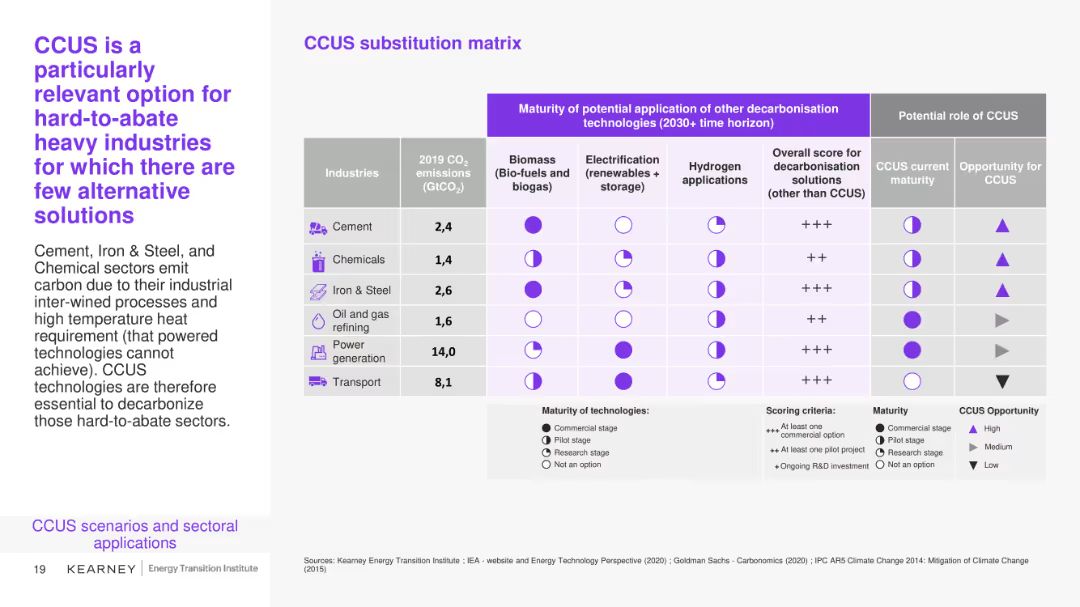 CCUS is a
particularly
relevant option for
hard-to-abate
heavy industries
for which there are
few alternative
solutions
Cement, Iron & Steel, and
Chemical sectors emit
carbon due to their industrial
inter-wined processes and
high temperature heat
requirement (that powered
technologies cannot
achieve). CCUS
technologies are therefore
essential to decarbonize
those hard-to-abate sectors.
CCUS scenarios and sectoral
applications
19 KEARNEY Energy Transition Institute
CCUS substitution matrix
Maturity of potential application of other decarbonisation
technologies (2030+ time horizon)
Potential role of CCUS
Industries
2019 CO2
emissions
(GtCO2)
Biomass
(Bio-fuels and
biogas)
Electrification
(renewables +
storage)
Hydrogen
applications
Overall score for
decarbonisation
solutions
(other than CCUS)
CCUS current
maturity
Opportunity for
CCUS
Cement 2,4 +++
Chemicals 1,4 ++
Iron & Steel 2,6 +++
Oil and gas
refining 1,6 ++
Power
generation 14,0 +++
Transport 8,1 +++
Maturity of technologies:
Commercial stage
Pilot stage
Research stage
Not an option
Scoring criteria:
+++ At least one
commercial option
++ At least one pilot project
+ Ongoing R&D investment
Maturity
Commercial stage
Pilot stage
Research stage
Not an option
CCUS Opportunity
High
Medium
Low
Sources: Kearney Energy Transition Institute ; IEA - website and Energy Technology Perspective (2020) ; Goldman Sachs - Carbonomics (2020) ; IPC AR5 Climate Change 2014: Mitigation of Climate Change
(2015)